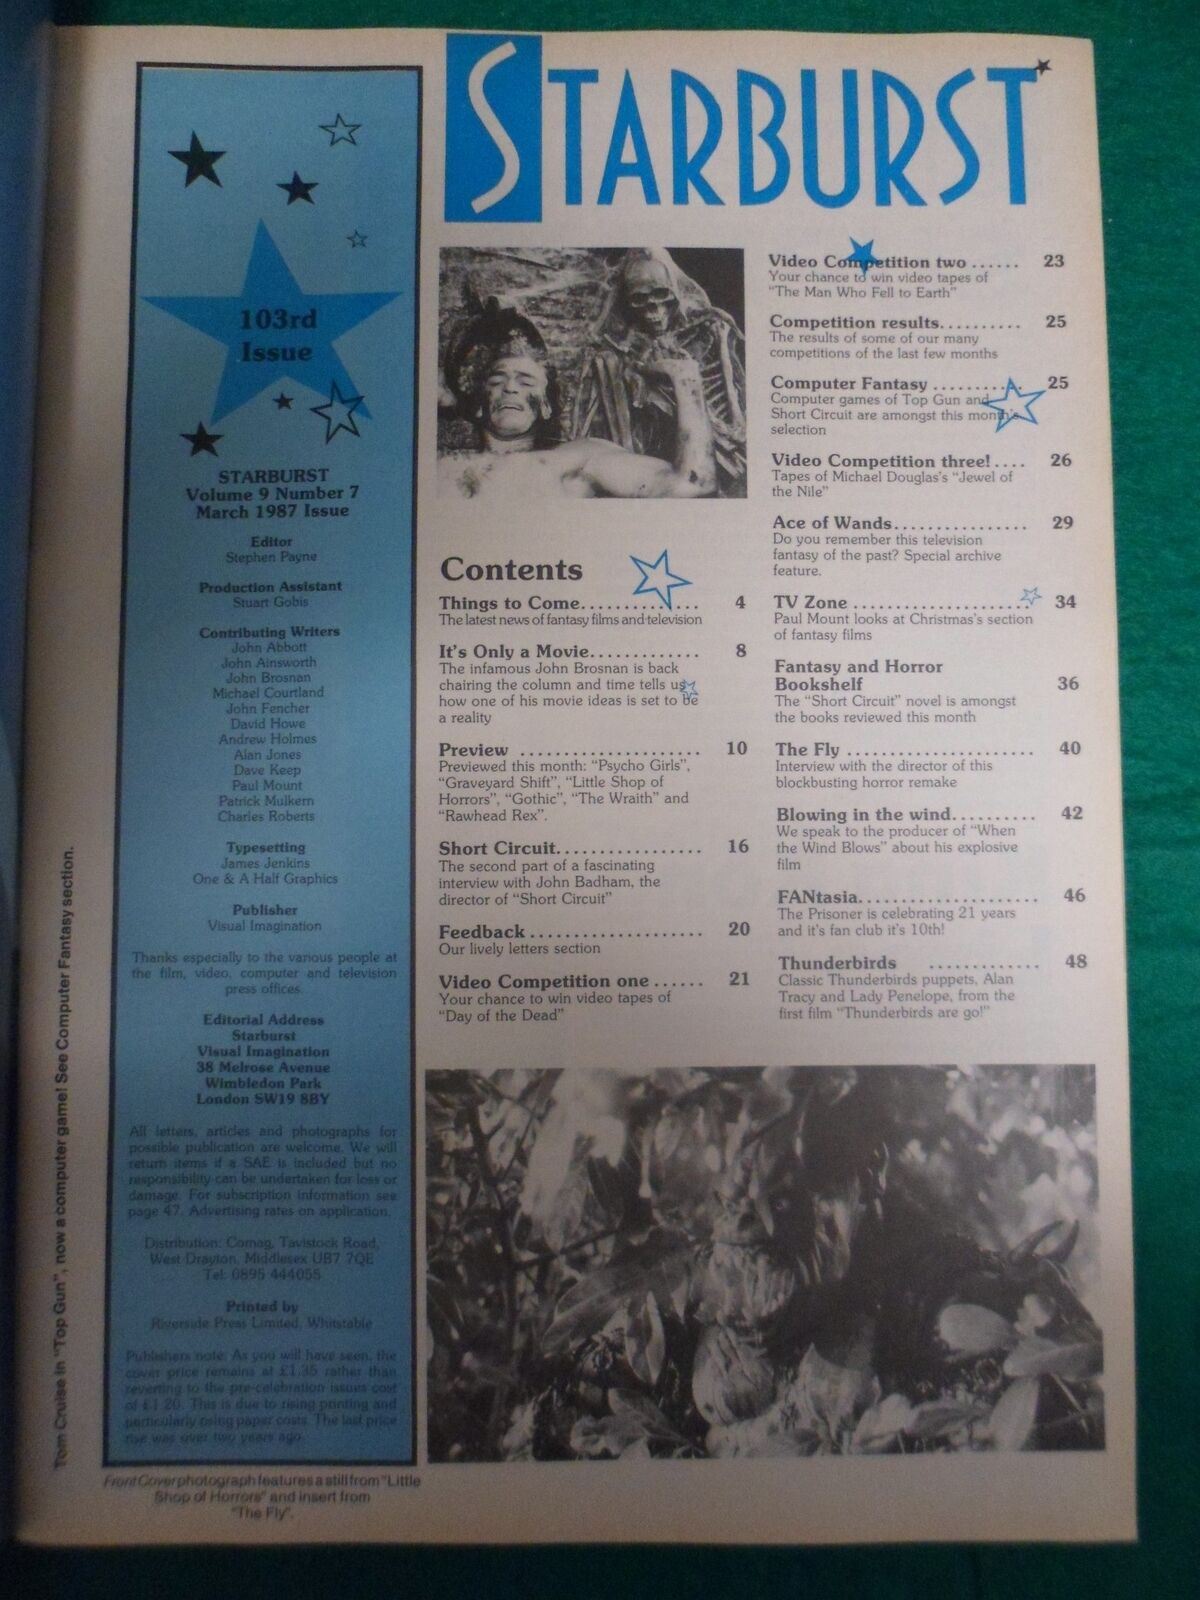 STARBURST
103rd
Issue
STARBURST
Volume 9 Number 7
March 1987 Issue
Editor
Stephen Payne
Production Assistant
Stuart Gobis
Contributing Writers
John Abbott
John Ainsworth
John Brosnan
Michael Courtland
John Fencher
David Howe
Andrew Holmes
Alan Jones
Dave Keep
Paul Mount
Patrick Mulkern
Charles Roberts
Typesetting
James Jenkins
One & A Half Graphics
Publisher
Visual Imagination
Thanks especially to the various people at
the film, video, computer and television
press offices.
Editorial Address
Starburst
Visual Imagination
38 Melrose Avenue
Wimbledon Park
London SW19 8BY
All letters, articles and photographs for
possible publication are welcome. We will
return items if a SAE is included but no
responsibility can be undertaken for loss or
damage. For subscription information see
page 47. Advertising rates on application.
Distribution: Comag, Tavistock Road,
West Drayton, Middlesex UB7 7QE
Tel: 0895 444055
Printed by
Riverside Press Limited, Whitstable
Publishers note: As you will have seen, the
cover price remains at £1.35 rather than
reverting to the pre-celebration issues cost
of £1.20. This is due to rising printing and
particularly rising paper costs. The last price
rise was over two years ago.
Front Cover photograph features a still from "Little
Shop of Horrors" and insert from
"The Fly".
Tom Cruise in "Top Gun", now a computer game! See Computer Fantasy section.
Contents
Things to Come.............. 4
The latest news of fantasy films and television
It's Only a Movie............. 8
The infamous John Brosnan is back
chairing the column and time tells us
how one of his movie ideas is set to be
a reality
Preview ..................... 10
Previewed this month: "Psycho Girls",
"Graveyard Shift", "Little Shop of
Horrors", "Gothic", "The Wraith" and
"Rawhead Rex".
Short Circuit................. 16
The second part of a fascinating
interview with John Badham, the
director of "Short Circuit"
Feedback.................... 20
Our lively letters section
Video Competition one...... 21
Your chance to win video tapes of
"Day of the Dead"
Video Competition two...... 23
Your chance to win video tapes of
"The Man Who Fell to Earth"
Competition results.......... 25
The results of some of our many
competitions of the last few months
Computer Fantasy........... 25
Computer games of Top Gun and
Short Circuit are amongst this month's
selection
Video Competition three!.... 26
Tapes of Michael Douglas's "Jewel of
the Nile"
Ace of Wands................ 29
Do you remember this television
fantasy of the past? Special archive
feature.
TV Zone..................... 34
Paul Mount looks at Christmas's section
of fantasy films
Fantasy and Horror
Bookshelf 36
The "Short Circuit" novel is amongst
the books reviewed this month
The Fly...................... 40
Interview with the director of this
blockbusting horror remake
Blowing in the wind.......... 42
We speak to the producer of "When
the Wind Blows" about his explosive
film
FANtasia..................... 46
The Prisoner is celebrating 21 years
and it's fan club it's 10th!
Thunderbirds ............. 48
Classic Thunderbirds puppets, Alan
Tracy and Lady Penelope, from the
first film "Thunderbirds are go!"